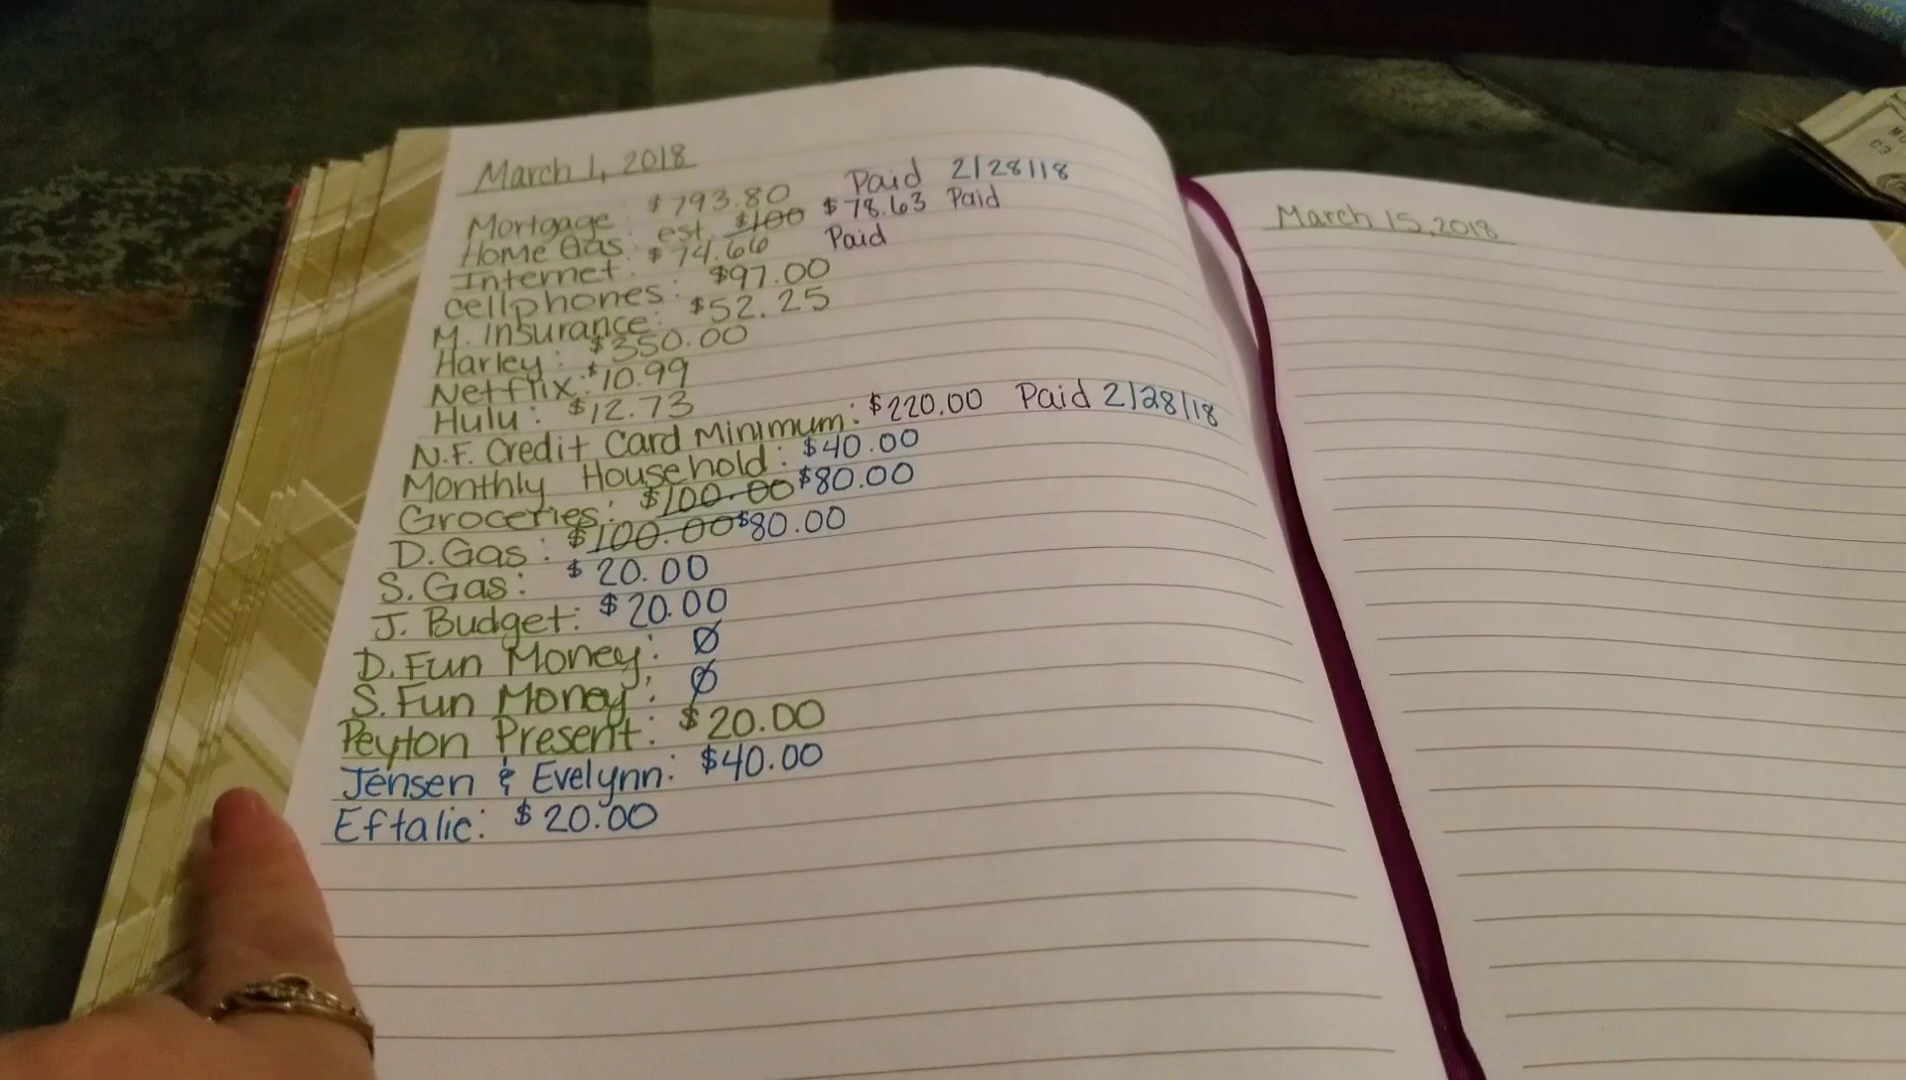 March 1, 2018
Mortgage: $793.80 Paid 2/28/18
Home Gas: est. $100 $78.63 Paid
Internet: $74.66 Paid
cellphones: $97.00
M. Insurance: $52.25
Harley: $350.00
Netflix: $10.99
Hulu: $12.73
N.F. Credit Card Minimum: $220.00 Paid 2/28/18
Monthly Household: $40.00
Groceries: $100.00 $80.00
D. Gas: $100.00 $80.00
S. Gas: $20.00
J. Budget: $20.00
D. Fun Money: Ø
S. Fun Money: Ø
Peyton Present: $20.00
Jensen & Evelynn: $40.00
Eftalic: $20.00
March 15, 2018